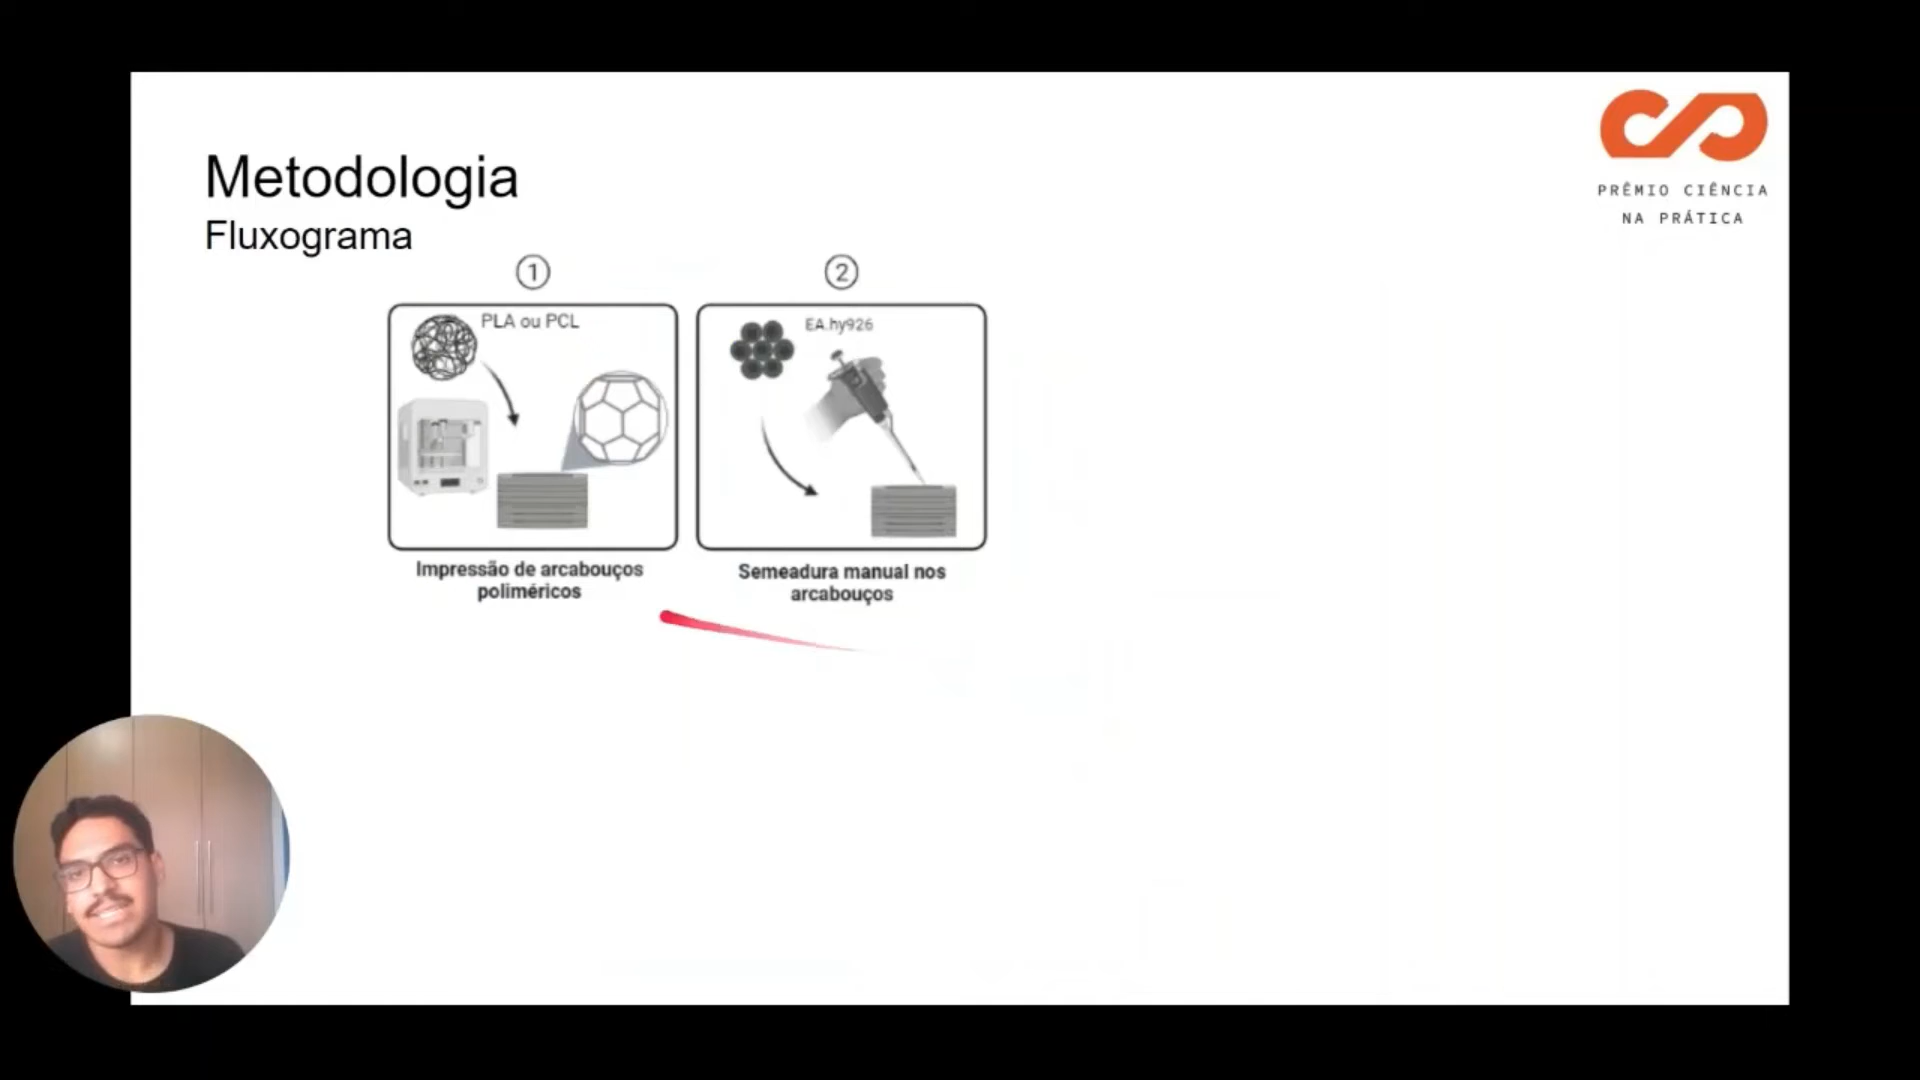 Metodologia
Fluxograma
PRÊMIO CIÊNCIA
NA PRÁTICA
1
2
PLA ou PCL
EA.hy926
Impressão de arcabouços
poliméricos
Semeadura manual nos
arcabouços